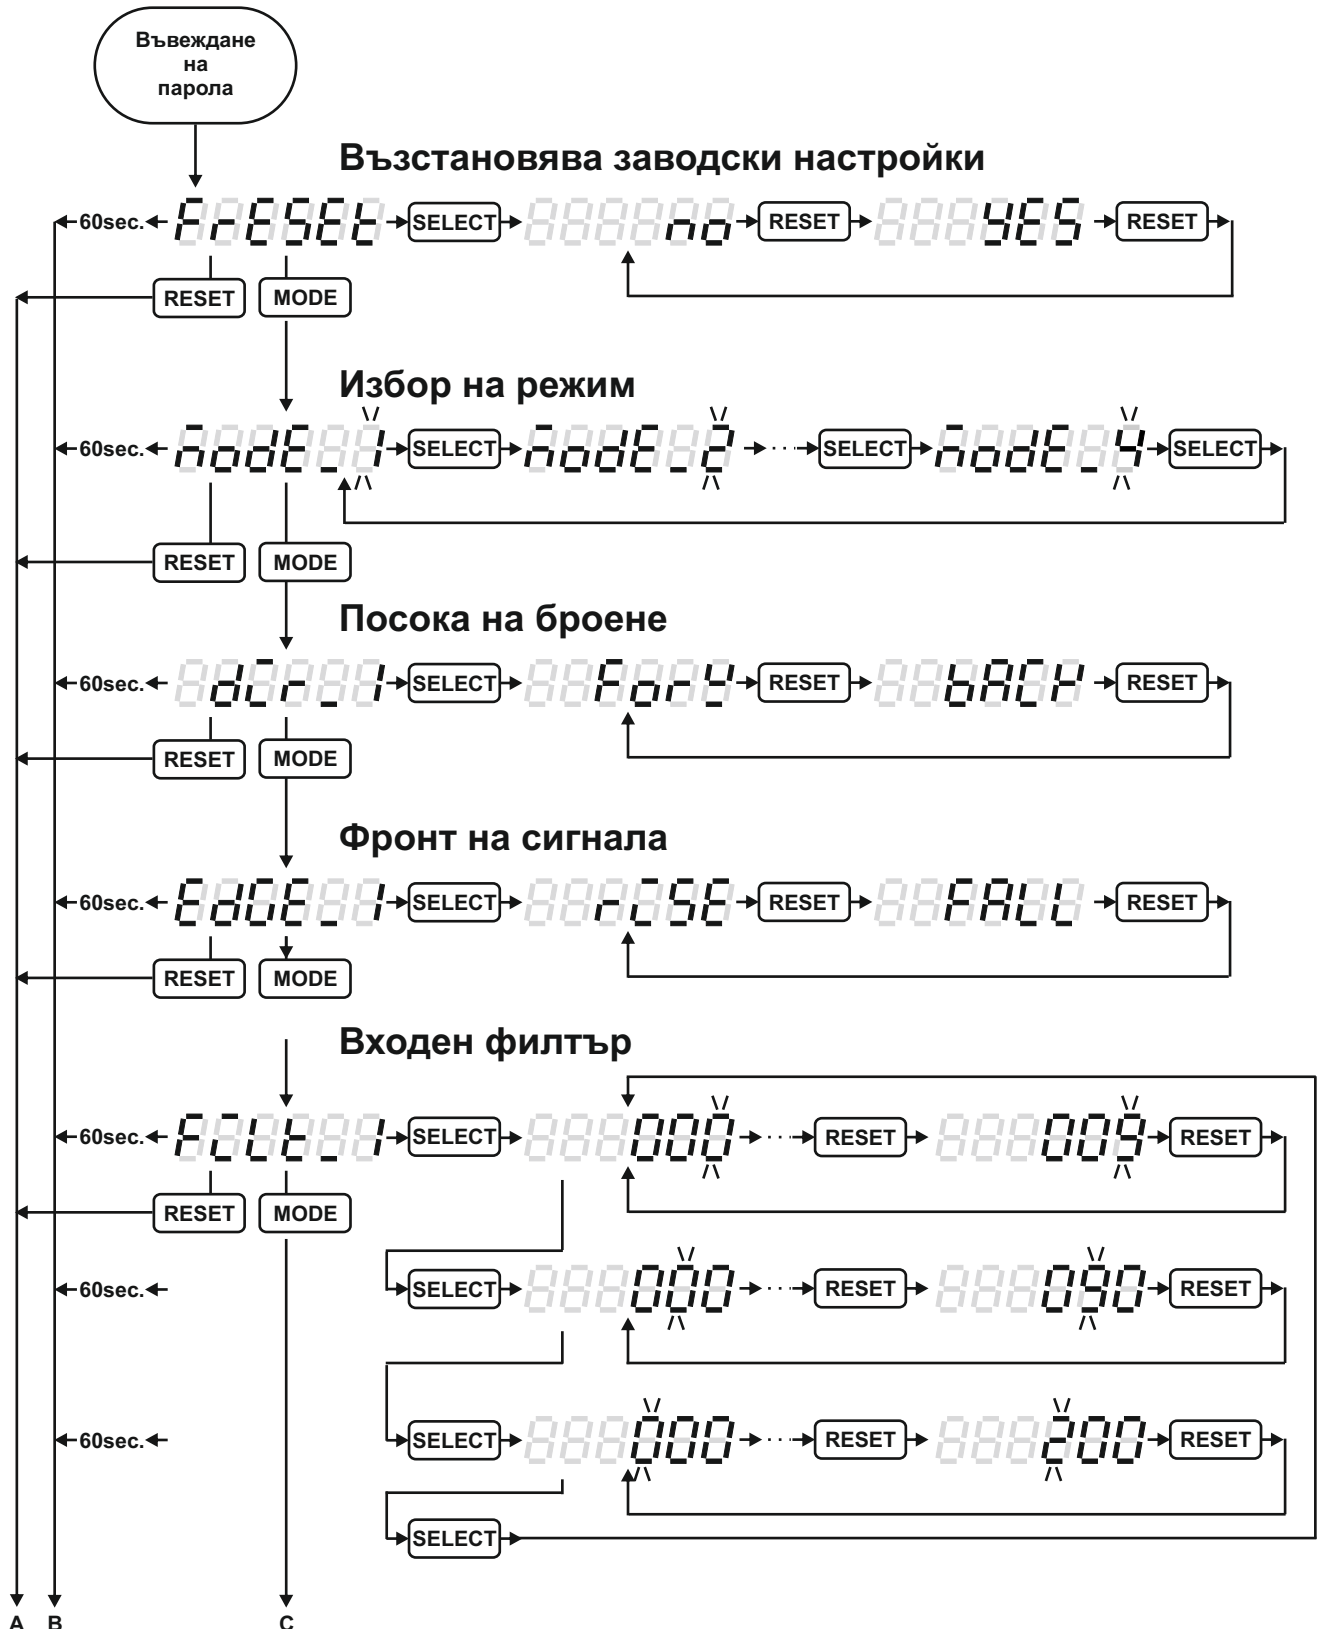 Въвеждане
на
парола
Възстановява заводски настройки
60sec. FrESEt SELECT no RESET YES RESET
RESET MODE
Избор на режим
60sec. modE_1 SELECT modE_2 . . . SELECT modE_4 SELECT
RESET MODE
Посока на броене
60sec. dir_1 SELECT ForY RESET bACK RESET
RESET MODE
Фронт на сигнала
60sec. EdGE_1 SELECT riSE RESET FALL RESET
RESET MODE
Входен филтър
60sec. FiLt_1 SELECT 000 . . . RESET 009 RESET
RESET MODE
60sec. SELECT 000 . . . RESET 090 RESET
60sec. SELECT 000 . . . RESET 200 RESET
SELECT
A B C